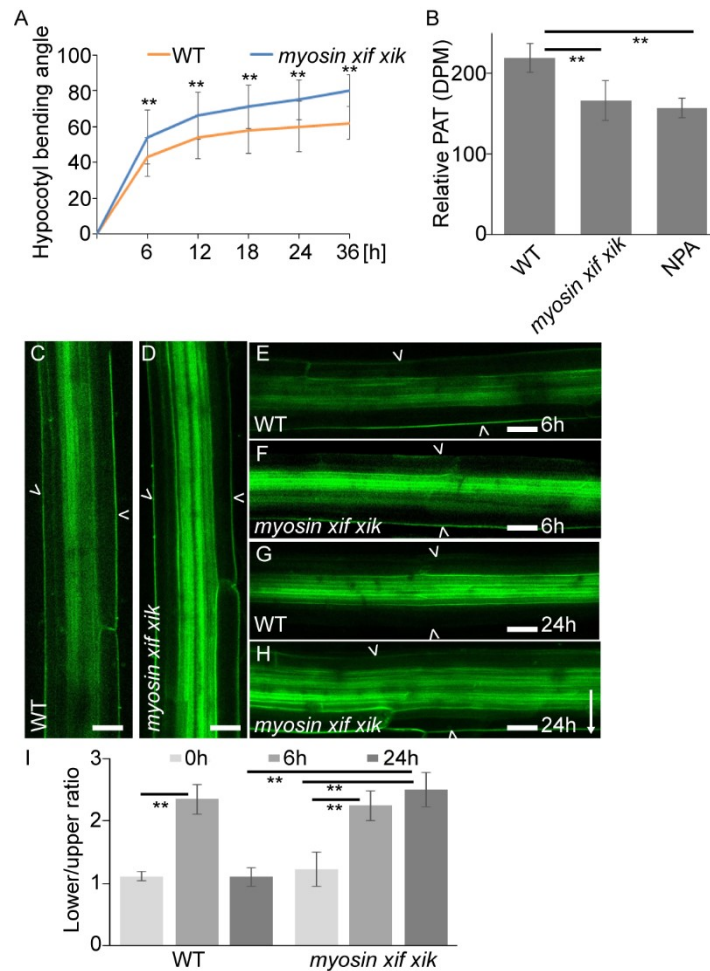 A
WT
myosin xif xik
Hypocotyl bending angle
100
80
60
40
20
0
**
**
**
**
**
6
12
18
24
36 [h]
B
Relative PAT (DPM)
200
100
0
**
**
WT
myosin xif xik
NPA
C
WT
D
myosin xif xik
E
WT
6h
F
myosin xif xik
6h
G
WT
24h
H
myosin xif xik
24h
I
0h
6h
24h
Lower/upper ratio
3
2
1
0
**
**
**
**
WT
myosin xif xik